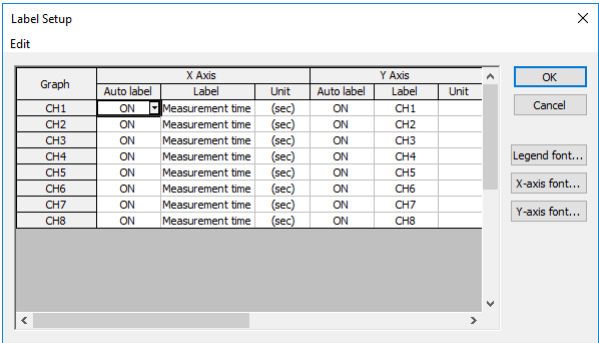 Label Setup
Edit
Graph X Axis Y Axis
Auto label Label Unit Auto label Label Unit
CH1 ON Measurement time (sec) ON CH1
CH2 ON Measurement time (sec) ON CH2
CH3 ON Measurement time (sec) ON CH3
CH4 ON Measurement time (sec) ON CH4
CH5 ON Measurement time (sec) ON CH5
CH6 ON Measurement time (sec) ON CH6
CH7 ON Measurement time (sec) ON CH7
CH8 ON Measurement time (sec) ON CH8
OK
Cancel
Legend font...
X-axis font...
Y-axis font...